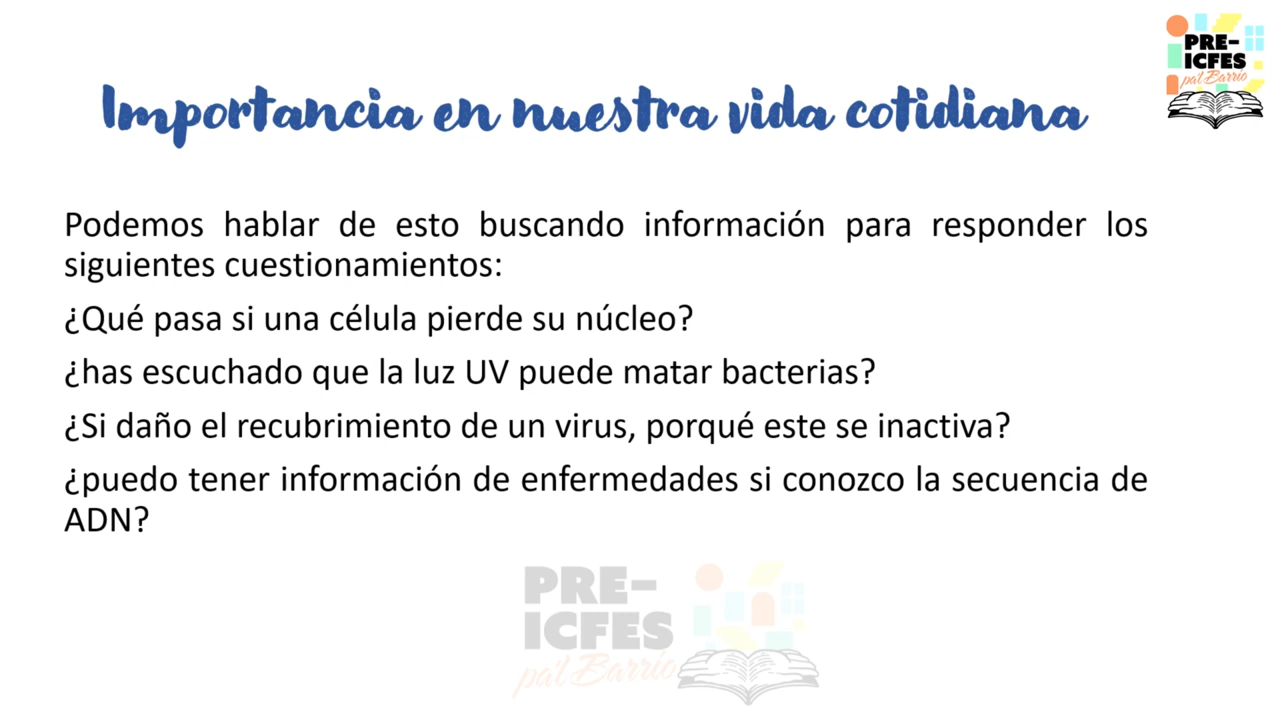 PRE-
ICFES
pa'l Barrio
Importancia en nuestra vida cotidiana
Podemos hablar de esto buscando información para responder los
siguientes cuestionamientos:
¿Qué pasa si una célula pierde su núcleo?
¿has escuchado que la luz UV puede matar bacterias?
¿Si daño el recubrimiento de un virus, porqué este se inactiva?
¿puedo tener información de enfermedades si conozco la secuencia de
ADN?
PRE-
ICFES
pa'l Barrio